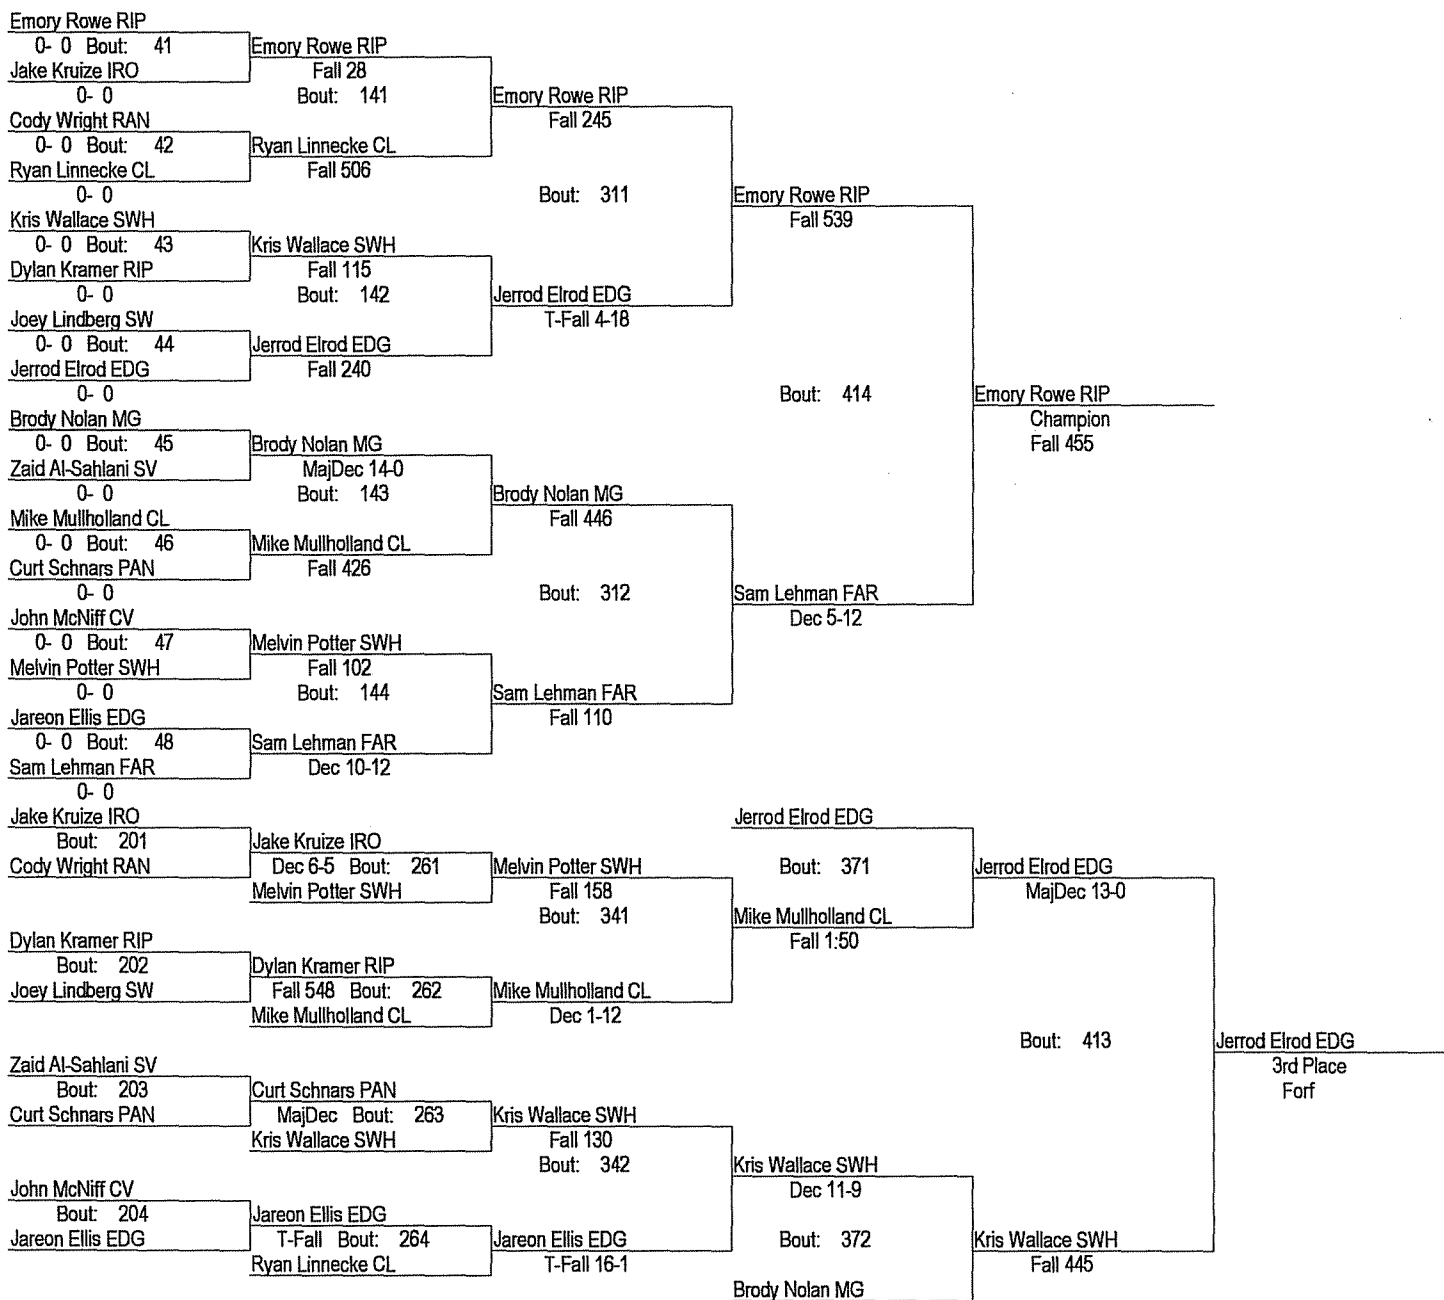 Emory Rowe RIP
0- 0 Bout: 41
Emory Rowe RIP
Jake Kruize IRO
Fall 28
0- 0
Bout: 141
Emory Rowe RIP
Cody Wright RAN
Fall 245
0- 0 Bout: 42
Ryan Linnecke CL
Ryan Linnecke CL
Fall 506
0- 0
Bout: 311
Emory Rowe RIP
Kris Wallace SWH
Fall 539
0- 0 Bout: 43
Kris Wallace SWH
Dylan Kramer RIP
Fall 115
0- 0
Bout: 142
Jerrod Elrod EDG
Joey Lindberg SW
T-Fall 4-18
0- 0 Bout: 44
Jerrod Elrod EDG
Jerrod Elrod EDG
Fall 240
0- 0
Bout: 414
Emory Rowe RIP
Brody Nolan MG
Champion
0- 0 Bout: 45
Brody Nolan MG
Fall 455
Zaid Al-Sahlani SV
MajDec 14-0
0- 0
Bout: 143
Brody Nolan MG
Mike Mullholland CL
Fall 446
0- 0 Bout: 46
Mike Mullholland CL
Curt Schnars PAN
Fall 426
0- 0
Bout: 312
Sam Lehman FAR
John McNiff CV
Dec 5-12
0- 0 Bout: 47
Melvin Potter SWH
Melvin Potter SWH
Fall 102
0- 0
Bout: 144
Sam Lehman FAR
Jareon Ellis EDG
Fall 110
0- 0 Bout: 48
Sam Lehman FAR
Sam Lehman FAR
Dec 10-12
0- 0
Jake Kruize IRO
Jerrod Elrod EDG
Bout: 201
Jake Kruize IRO
Cody Wright RAN
Dec 6-5 Bout: 261
Melvin Potter SWH
Bout: 371
Jerrod Elrod EDG
Melvin Potter SWH
Fall 158
MajDec 13-0
Bout: 341
Mike Mullholland CL
Dylan Kramer RIP
Fall 1:50
Bout: 202
Dylan Kramer RIP
Joey Lindberg SW
Fall 548 Bout: 262
Mike Mullholland CL
Mike Mullholland CL
Dec 1-12
Bout: 413
Jerrod Elrod EDG
Zaid Al-Sahlani SV
3rd Place
Bout: 203
Curt Schnars PAN
Forf
Curt Schnars PAN
MajDec Bout: 263
Kris Wallace SWH
Kris Wallace SWH
Fall 130
Bout: 342
Kris Wallace SWH
John McNiff CV
Dec 11-9
Bout: 204
Jareon Ellis EDG
Jareon Ellis EDG
T-Fall Bout: 264
Jareon Ellis EDG
Bout: 372
Kris Wallace SWH
Ryan Linnecke CL
T-Fall 16-1
Fall 445
Brody Nolan MG